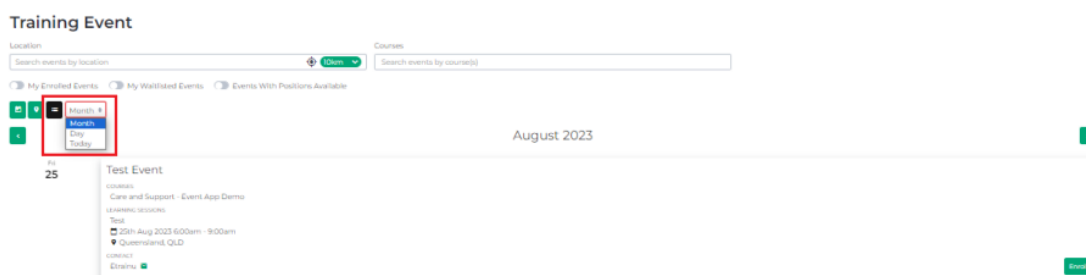 Training Event
Location
Courses
Search events by location
10km
Search events by course(s)
My Enrolled Events
My Waitlisted Events
Events With Positions Available
Month
Month
Day
Today
August 2023
Fri
25
Test Event
COURSES
Care and Support - Event App Demo
LEARNING SESSIONS
Test
25th Aug 2023 6:00am - 9:00am
Queensland, QLD
CONTACT
Etrainu
Enrol